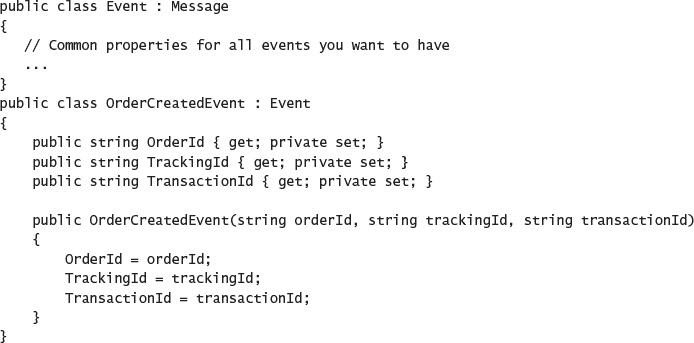 public class Event : Message
{
   // Common properties for all events you want to have
   ...
}
public class OrderCreatedEvent : Event
{
    public string OrderId { get; private set; }
    public string TrackingId { get; private set; }
    public string TransactionId { get; private set; }

    public OrderCreatedEvent(string orderId, string trackingId, string transactionId)
    {
        OrderId = orderId;
        TrackingId = trackingId;
        TransactionId = transactionId;
    }
}